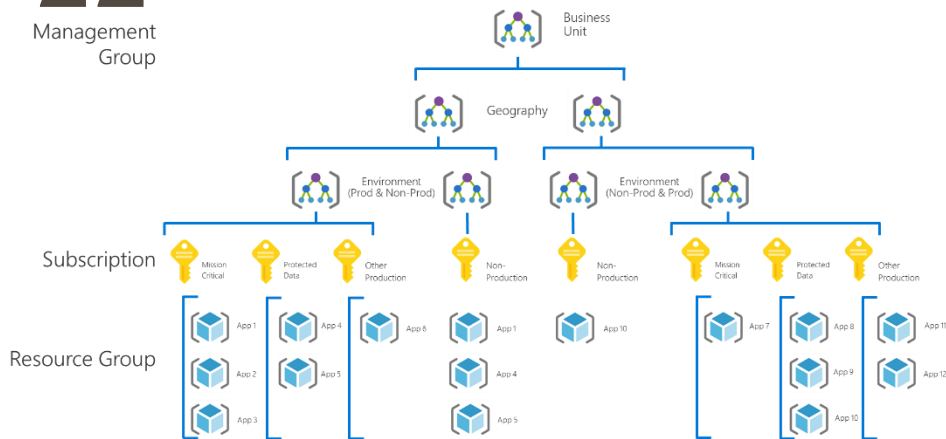 Management
Group
Business
Unit
Geography
Environment
(Prod & Non-Prod)
Environment
(Non-Prod & Prod)
Subscription
Mission
Critical
Protected
Data
Other
Production
Non-
Production
Non-
Production
Mission
Critical
Protected
Data
Other
Production
Resource Group
App 1
App 4
App 6
App 1
App 10
App 7
App 8
App 11
App 2
App 5
App 4
App 9
App 12
App 3
App 5
App 10